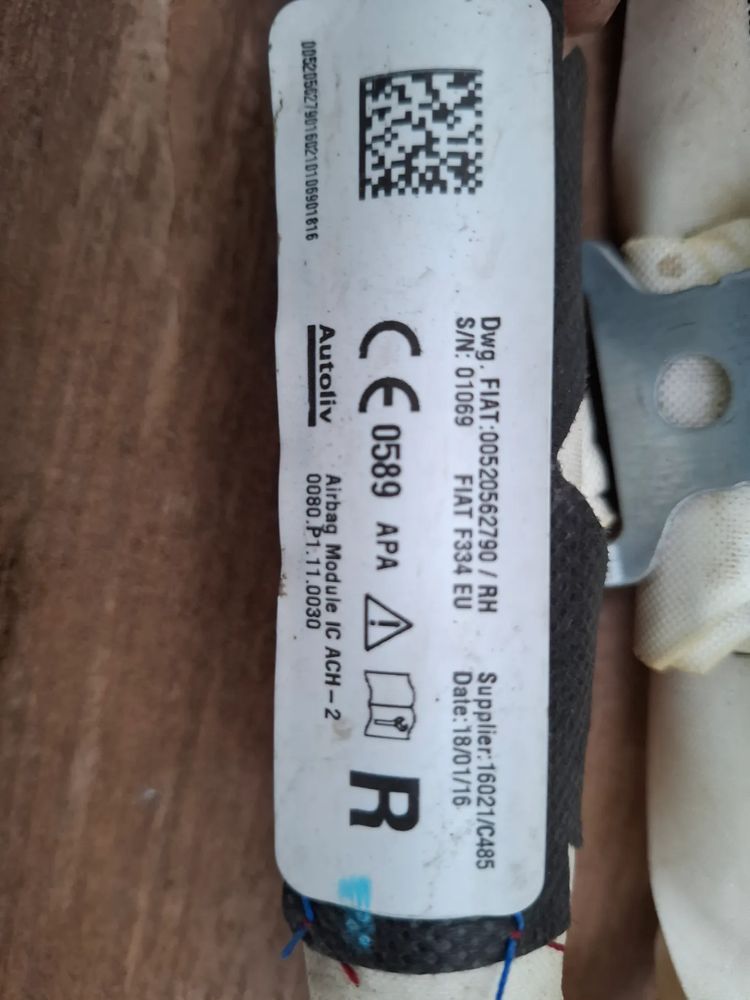 Dwg. FIAT:00520562790 / RH Supplier:16021/C485
S/N: 01069 FIAT F334 EU Date:18/01/16
CE 0589 APA R
Autoliv Airbag Module IC ACH-2
0080.P1.11.0030
00520562790160210106901816